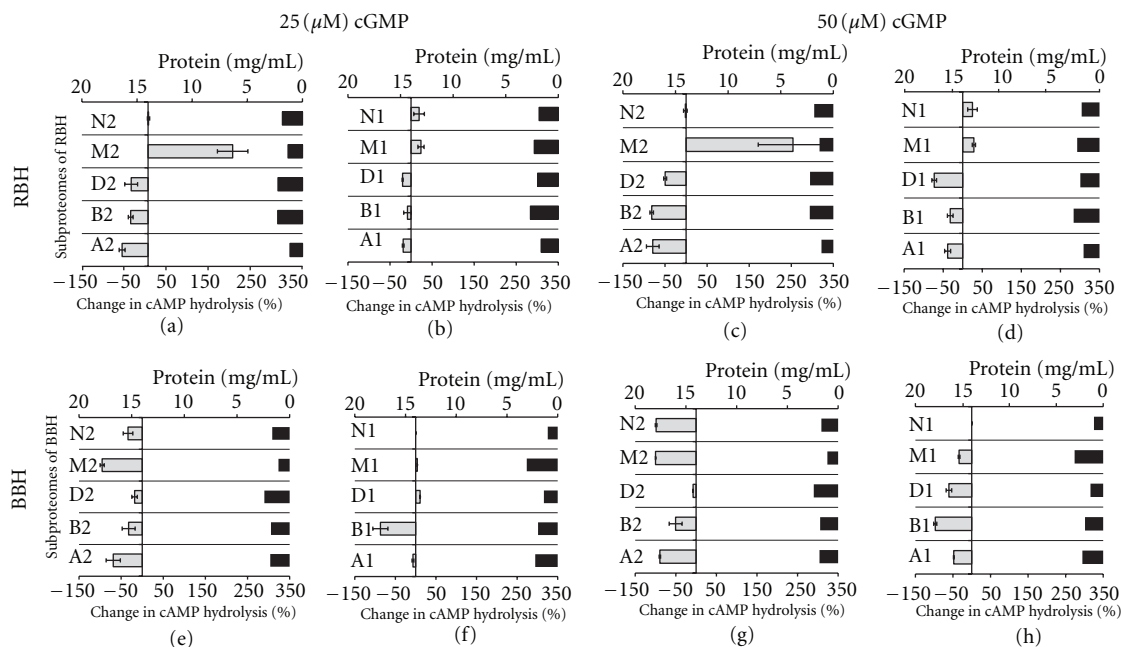 25 (μM) cGMP
50 (μM) cGMP
RBH
Protein (mg/mL)
20 15 10 5 0
Subproteomes of RBH
N2
M2
D2
B2
A2
−150 −50 50 150 250 350
Change in cAMP hydrolysis (%)
(a)
Protein (mg/mL)
20 15 10 5 0
N1
M1
D1
B1
A1
−150 −50 50 150 250 350
Change in cAMP hydrolysis (%)
(b)
Protein (mg/mL)
20 15 10 5 0
N2
M2
D2
B2
A2
−150 −50 50 150 250 350
Change in cAMP hydrolysis (%)
(c)
Protein (mg/mL)
20 15 10 5 0
N1
M1
D1
B1
A1
−150 −50 50 150 250 350
Change in cAMP hydrolysis (%)
(d)
BBH
Protein (mg/mL)
20 15 10 5 0
Subproteomes of BBH
N2
M2
D2
B2
A2
−150 −50 50 150 250 350
Change in cAMP hydrolysis (%)
(e)
Protein (mg/mL)
20 15 10 5 0
N1
M1
D1
B1
A1
−150 −50 50 150 250 350
Change in cAMP hydrolysis (%)
(f)
Protein (mg/mL)
20 15 10 5 0
N2
M2
D2
B2
A2
−150 −50 50 150 250 350
Change in cAMP hydrolysis (%)
(g)
Protein (mg/mL)
20 15 10 5 0
N1
M1
D1
B1
A1
−150 −50 50 150 250 350
Change in cAMP hydrolysis (%)
(h)